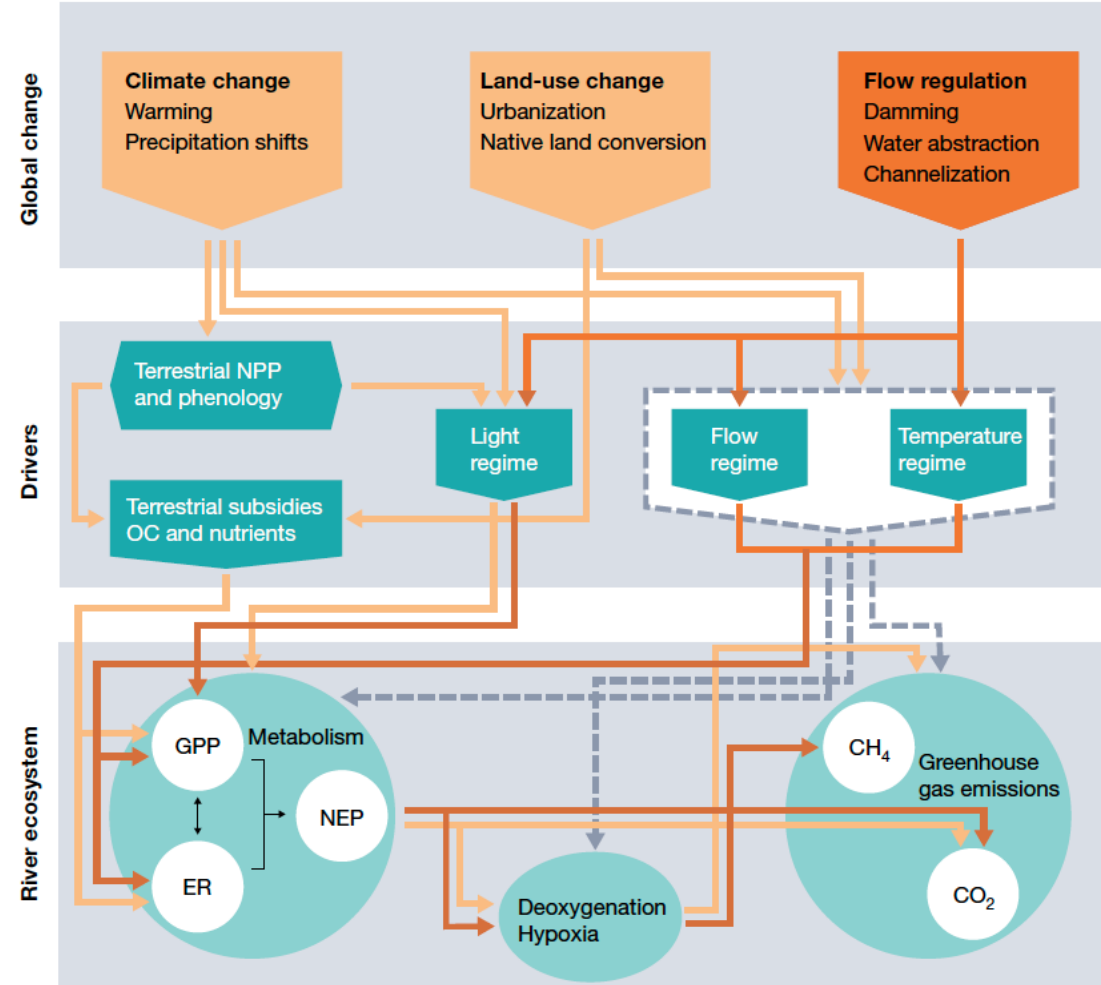 Global change
Climate change
Warming
Precipitation shifts
Land-use change
Urbanization
Native land conversion
Flow regulation
Damming
Water abstraction
Channelization
Drivers
Terrestrial NPP
and phenology
Terrestrial subsidies
OC and nutrients
Light
regime
Flow
regime
Temperature
regime
River ecosystem
GPP
Metabolism
NEP
ER
Deoxygenation
Hypoxia
CH₄
Greenhouse
gas emissions
CO₂